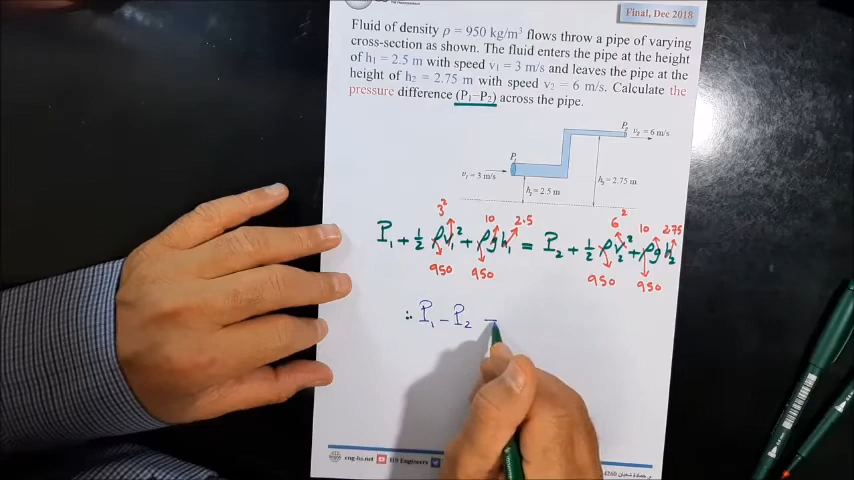 Final, Dec 2018
Fluid of density ρ = 950 kg/m³ flows throw a pipe of varying
cross-section as shown. The fluid enters the pipe at the height
of h₁ = 2.5 m with speed v₁ = 3 m/s and leaves the pipe at the
height of h₂ = 2.75 m with speed v₂ = 6 m/s. Calculate the
pressure difference (P₁–P₂) across the pipe.
P₂ v₂ = 6 m/s
P₁
v₁ = 3 m/s
h₂ = 2.75 m
h₁ = 2.5 m
3² 10 2.5 6² 10 2.75
P₁ + ½ ρv₁² + ρgh₁ = P₂ + ½ ρv₂² + ρgh₂
950 950 950 950
∴ P₁ – P₂ –
eng-hs.net HS Engineers